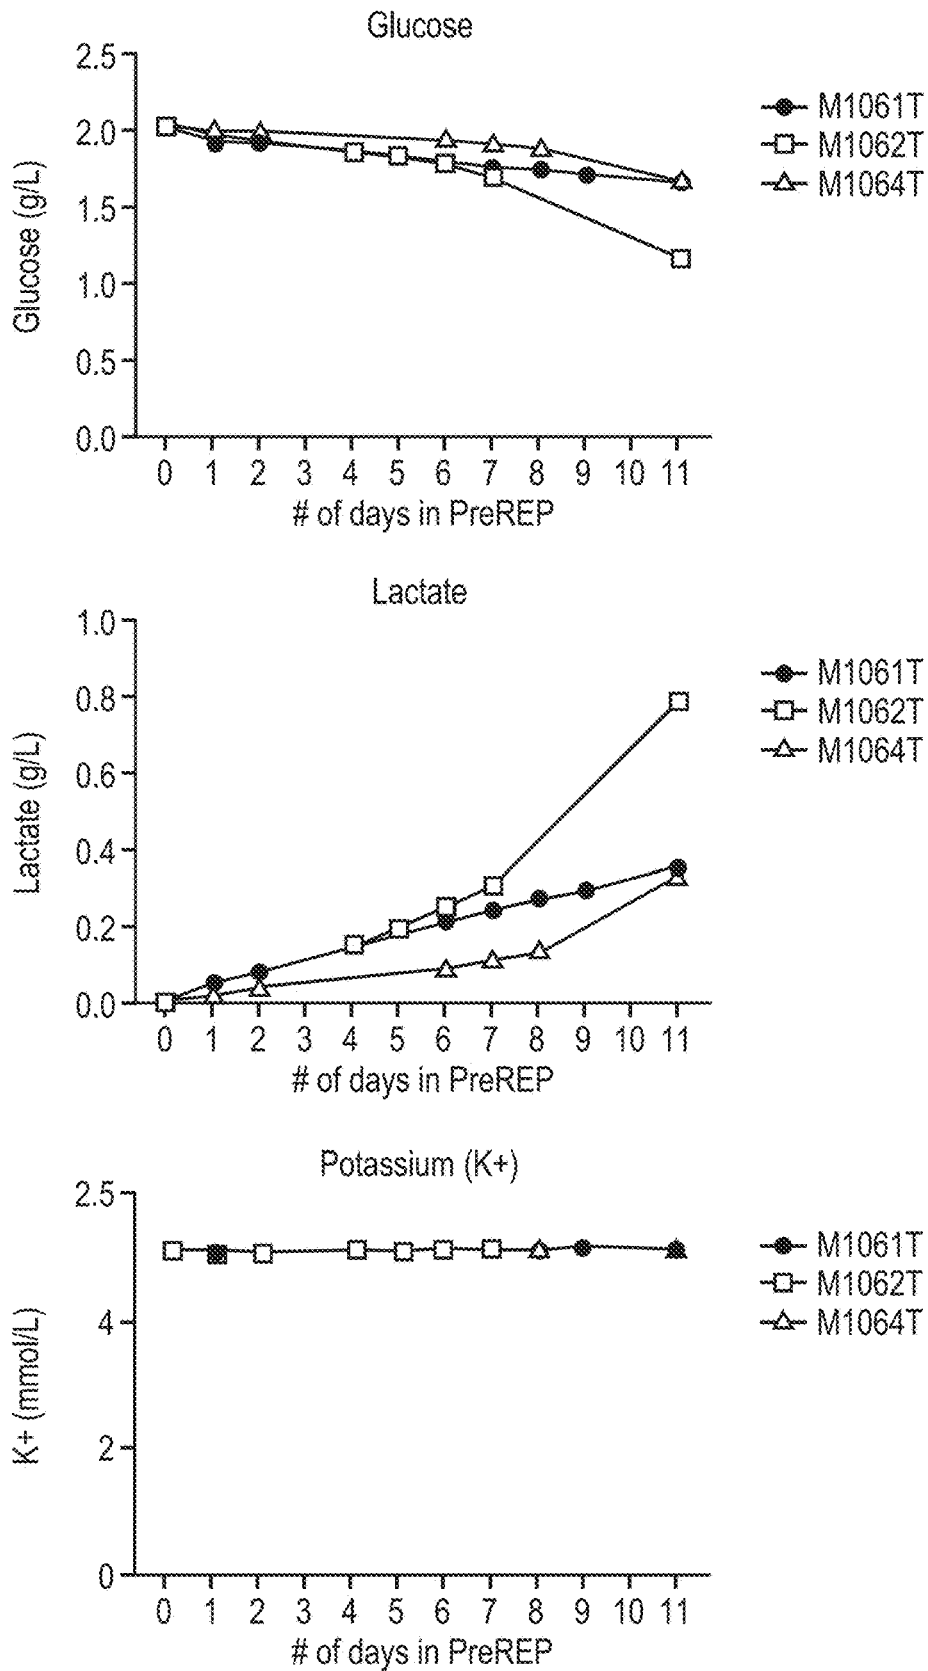 Glucose
2.5
2.0
1.5
1.0
0.5
0.0
Glucose (g/L)
0 1 2 3 4 5 6 7 8 9 10 11
# of days in PreREP
M1061T
M1062T
M1064T
Lactate
1.0
0.8
0.6
0.4
0.2
0.0
Lactate (g/L)
0 1 2 3 4 5 6 7 8 9 10 11
# of days in PreREP
M1061T
M1062T
M1064T
Potassium (K+)
2.5
4
2
0
K+ (mmol/L)
0 1 2 3 4 5 6 7 8 9 10 11
# of days in PreREP
M1061T
M1062T
M1064T